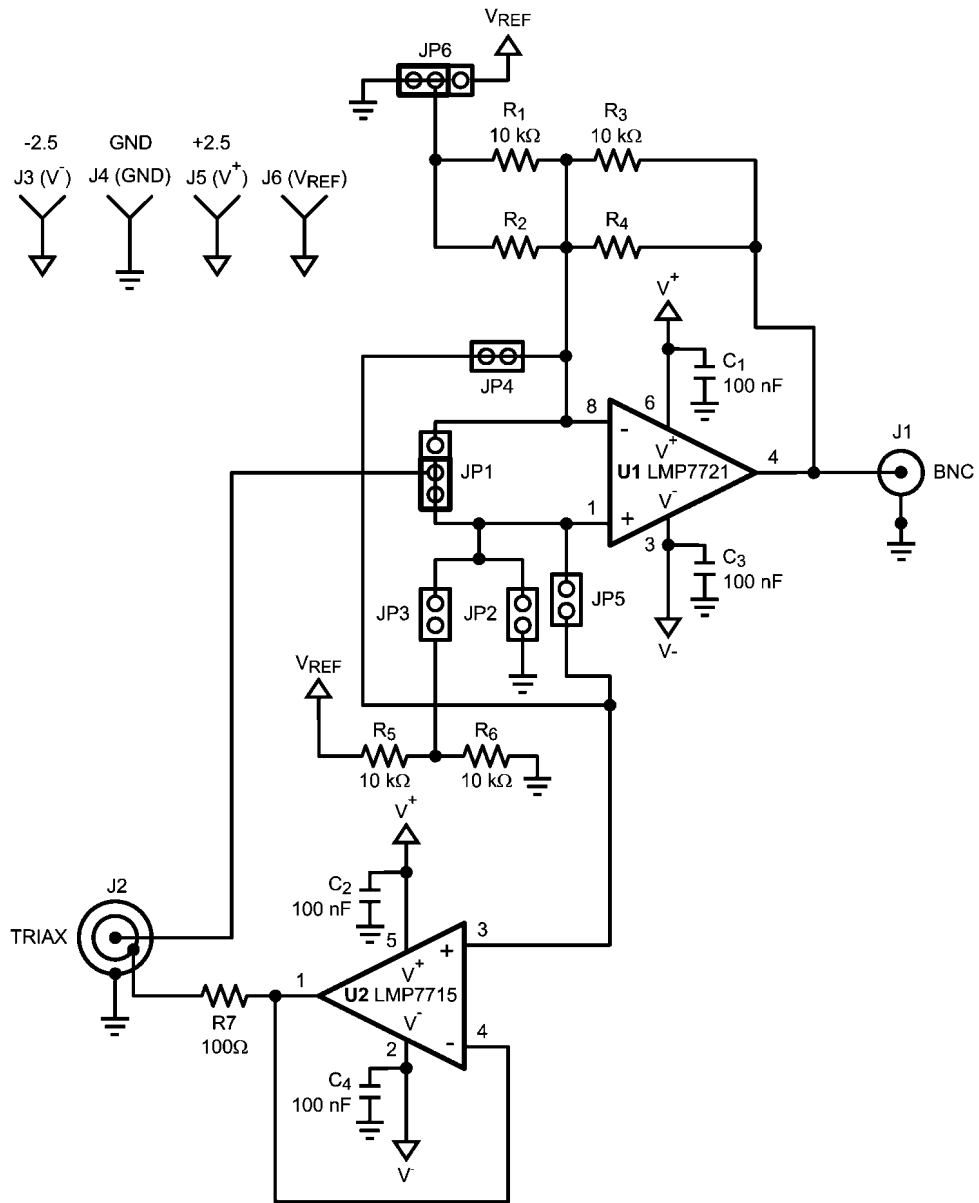 VREF
JP6
R1
10 kΩ
R3
10 kΩ
-2.5
GND
+2.5
J3 (V-)
J4 (GND)
J5 (V+)
J6 (VREF)
R2
R4
V+
C1
100 nF
JP4
8
6
J1
-
V+
4
BNC
JP1
U1 LMP7721
1
V-
+
3
C3
100 nF
JP3
JP2
JP5
V-
VREF
R5
10 kΩ
R6
10 kΩ
V+
J2
C2
100 nF
TRIAX
5
3
+
V+
1
U2 LMP7715
R7
100Ω
V-
4
2
-
C4
100 nF
V-